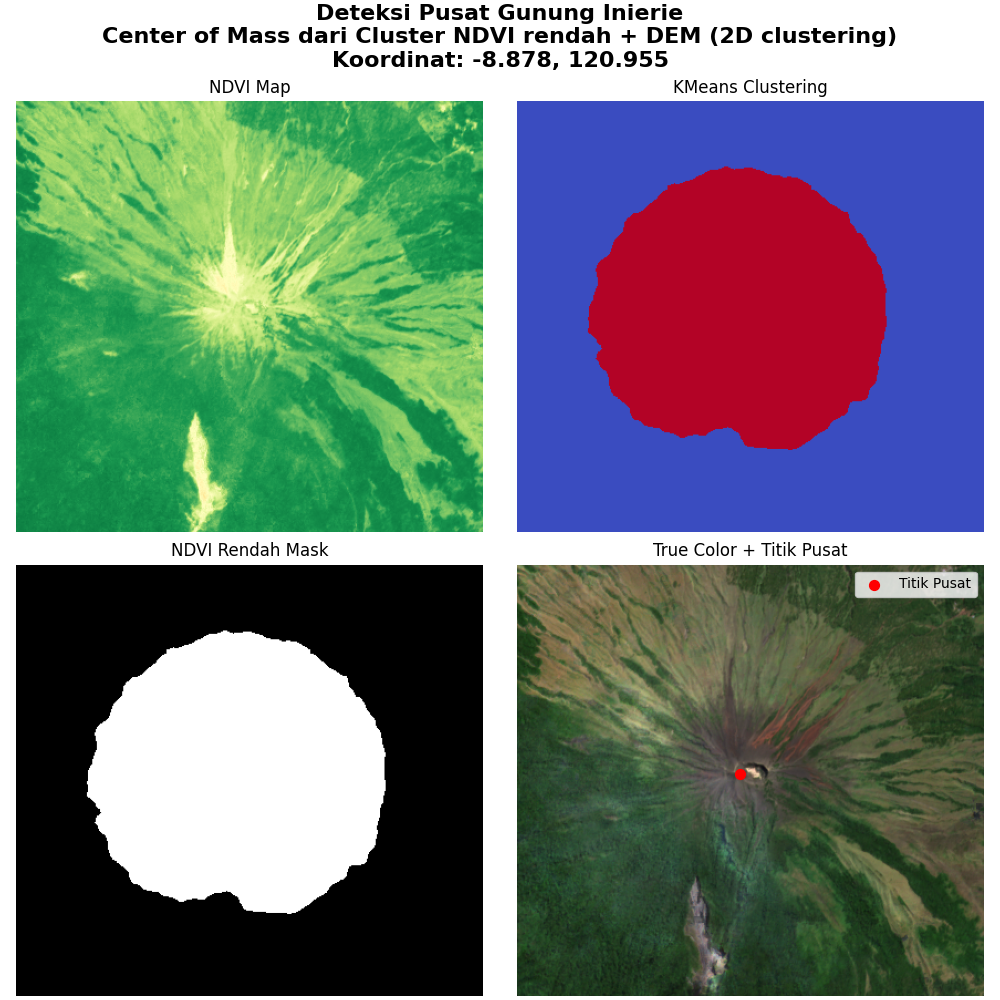 Deteksi Pusat Gunung Inierie
Center of Mass dari Cluster NDVI rendah + DEM (2D clustering)
Koordinat: -8.878, 120.955
NDVI Map
KMeans Clustering
NDVI Rendah Mask
True Color + Titik Pusat
Titik Pusat